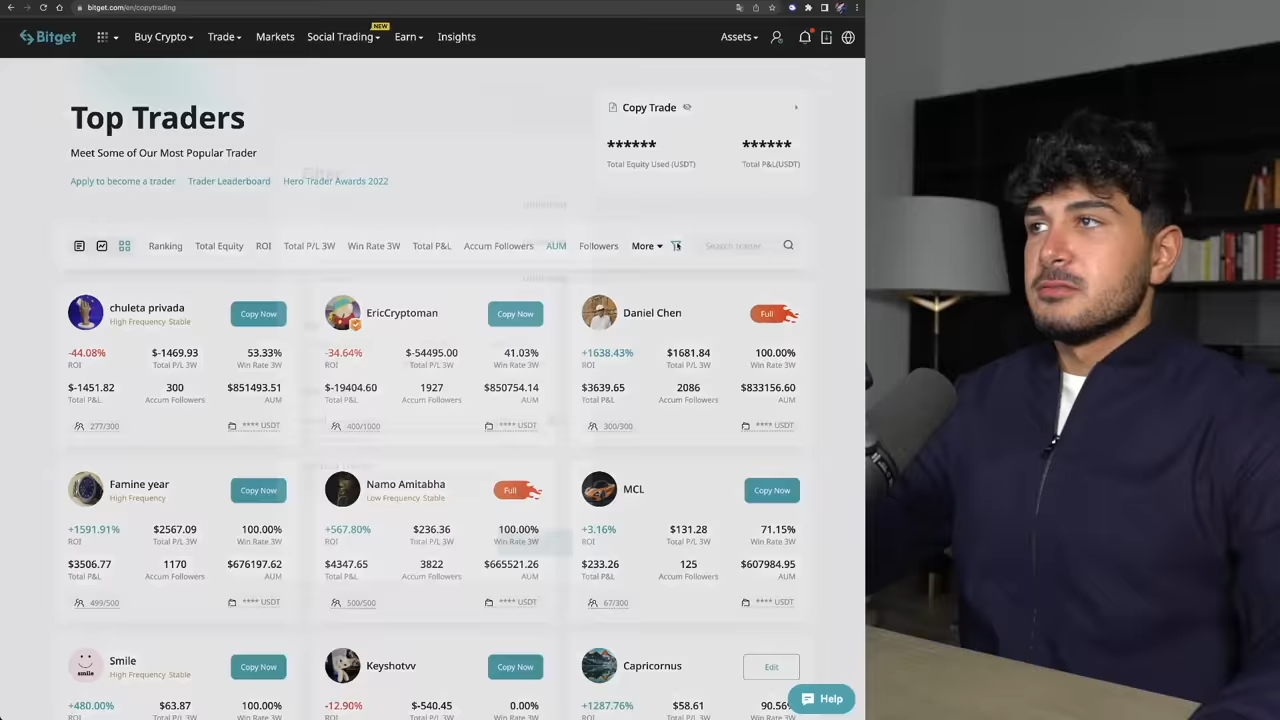 bitget.com/en/copytrading
Bitget Buy Crypto Trade Markets Social Trading NEW Earn Insights Assets
Top Traders
Meet Some of Our Most Popular Trader
Apply to become a trader Trader Leaderboard Hero Trader Awards 2022
Copy Trade
****** ******
Total Equity Used (USDT) Total P&L(USDT)
Filter
Unlimited
Unlimited
Ranking Total Equity ROI Total P/L 3W Win Rate 3W Total P&L Accum Followers AUM Followers More Search trader
chuleta privada
High Frequency Stable
Copy Now
-44.08% $-1469.93 53.33%
ROI Total P/L 3W Win Rate 3W
$-1451.82 300 $851493.51
Total P&L Accum Followers AUM
277/300 **** USDT
EricCryptoman
Copy Now
-34.64% $-54495.00 41.03%
ROI Total P/L 3W Win Rate 3W
$-19404.60 1927 $850754.14
Total P&L Accum Followers AUM
400/1000 **** USDT
Daniel Chen
Full
+1638.43% $1681.84 100.00%
ROI Total P/L 3W Win Rate 3W
$3639.65 2086 $833156.60
Total P&L Accum Followers AUM
300/300 **** USDT
Famine year
High Frequency
Copy Now
+1591.91% $2567.09 100.00%
ROI Total P/L 3W Win Rate 3W
$3506.77 1170 $676197.62
Total P&L Accum Followers AUM
499/500 **** USDT
Namo Amitabha
Low Frequency Stable
Full
+567.80% $236.36 100.00%
ROI Total P/L 3W Win Rate 3W
$4347.65 3822 $665521.26
Total P&L Accum Followers AUM
500/500 **** USDT
MCL
Copy Now
+3.16% $131.28 71.15%
ROI Total P/L 3W Win Rate 3W
$233.26 125 $607984.95
Total P&L Accum Followers AUM
67/300 **** USDT
smile
Smile
High Frequency Stable
Copy Now
+480.00% $63.87 100.00%
Keyshotvv
Copy Now
-12.90% $-540.45 0.00%
Capricornus
Edit
+1287.76% $58.61 90.56%
Help